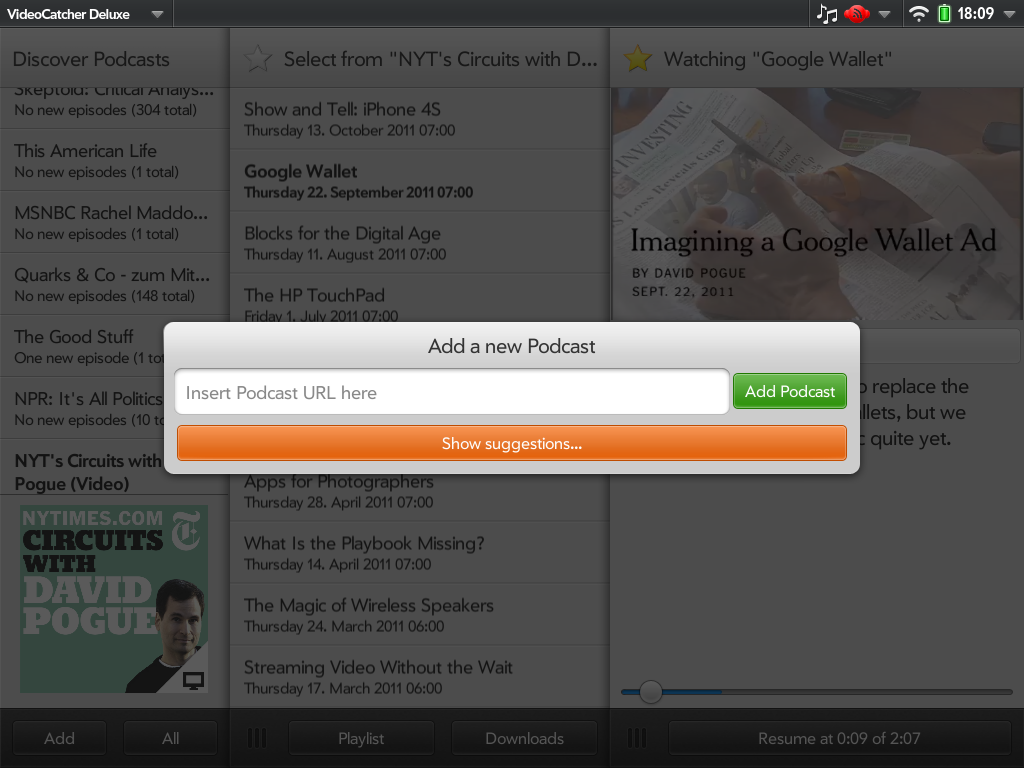 VideoCatcher Deluxe
18:09
Discover Podcasts
Skeptoid: Critical Analys...
No new episodes (304 total)
This American Life
No new episodes (1 total)
MSNBC Rachel Maddo...
No new episodes (1 total)
Quarks & Co - zum Mit...
No new episodes (148 total)
The Good Stuff
One new episode (1 tot
NPR: It's All Politics
No new episodes (10 to
NYT's Circuits with
Pogue (Video)
NYTIMES.COM
CIRCUITS
WITH
DAVID
POGUE
Add
All
Select from "NYT's Circuits with D...
Show and Tell: iPhone 4S
Thursday 13. October 2011 07:00
Google Wallet
Thursday 22. September 2011 07:00
Blocks for the Digital Age
Thursday 11. August 2011 07:00
The HP TouchPad
Friday 1. July 2011 07:00
Apps for Photographers
Thursday 28. April 2011 07:00
What Is the Playbook Missing?
Thursday 14. April 2011 07:00
The Magic of Wireless Speakers
Thursday 24. March 2011 06:00
Streaming Video Without the Wait
Thursday 17. March 2011 06:00
Playlist
Downloads
Watching "Google Wallet"
INVESTING
Loss Reveals Gaps
Global
Imagining a Google Wallet Ad
BY DAVID POGUE
SEPT. 22, 2011
replace the
but we
quite yet.
Resume at 0:09 of 2:07
Add a new Podcast
Insert Podcast URL here
Add Podcast
Show suggestions...